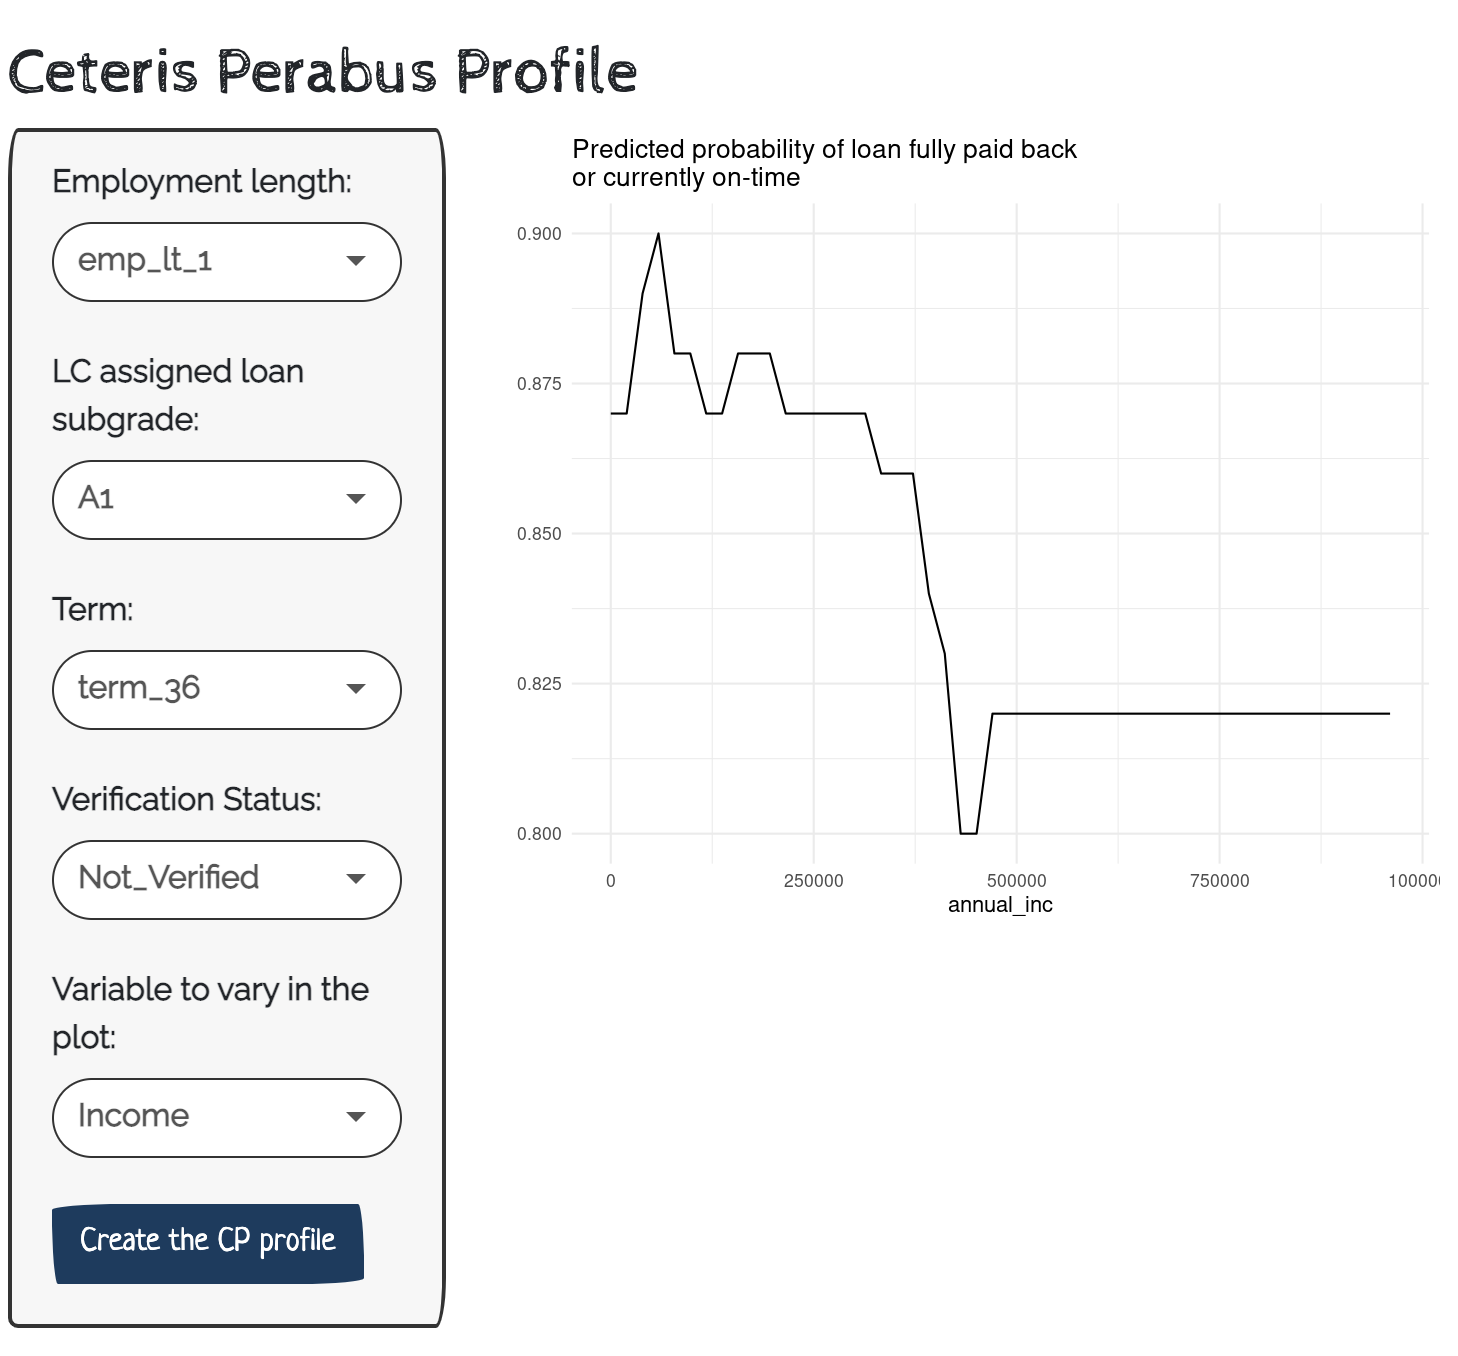 Ceteris Perabus Profile
Employment length:
emp_lt_1
LC assigned loan
subgrade:
A1
Term:
term_36
Verification Status:
Not_Verified
Variable to vary in the
plot:
Income
Create the CP profile
Predicted probability of loan fully paid back
or currently on-time
0.900
0.875
0.850
0.825
0.800
0 250000 500000 750000
annual_inc